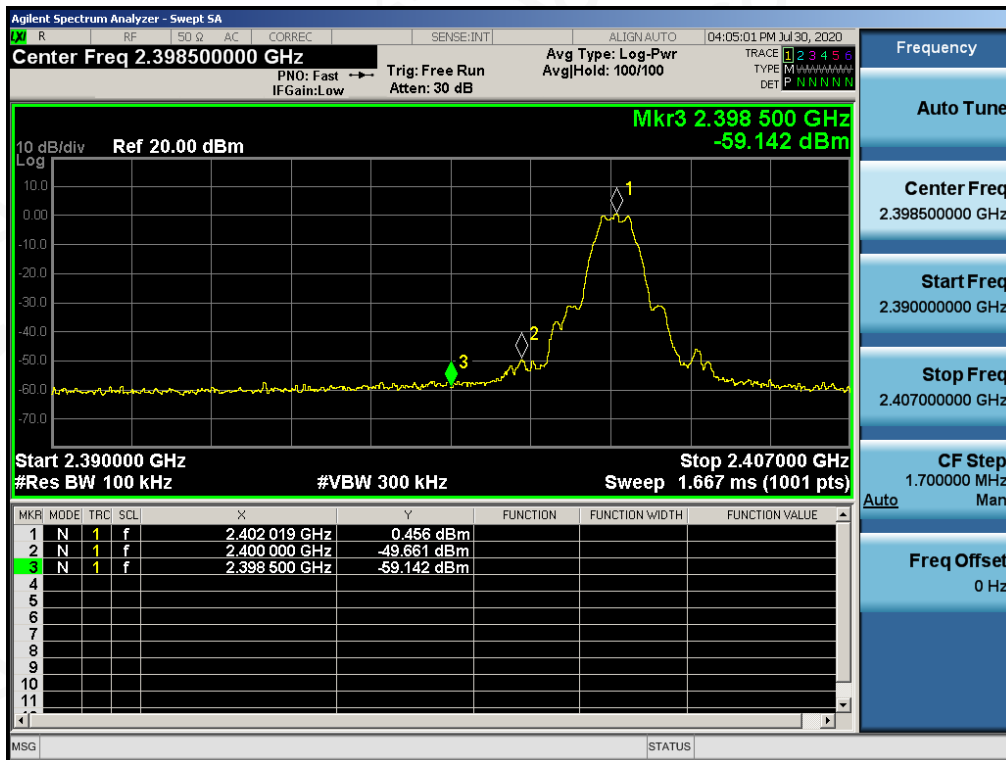 Agilent Spectrum Analyzer - Swept SA
LXI R RF 50 Ω AC CORREC SENSE:INT ALIGN AUTO 04:05:01 PM Jul 30, 2020
Center Freq 2.398500000 GHz
PNO: Fast
IFGain:Low
Trig: Free Run
Atten: 30 dB
Avg Type: Log-Pwr
Avg|Hold: 100/100
TRACE 1 2 3 4 5 6
TYPE M
DET P N N N N N
Mkr3 2.398 500 GHz
-59.142 dBm
10 dB/div Ref 20.00 dBm
Log
10.0
0.00
-10.0
-20.0
-30.0
-40.0
-50.0
-60.0
-70.0
1
2
3
Start 2.390000 GHz Stop 2.407000 GHz
#Res BW 100 kHz #VBW 300 kHz Sweep 1.667 ms (1001 pts)
MKR MODE TRC SCL X Y FUNCTION FUNCTION WIDTH FUNCTION VALUE
1 N 1 f 2.402 019 GHz 0.456 dBm
2 N 1 f 2.400 000 GHz -49.661 dBm
3 N 1 f 2.398 500 GHz -59.142 dBm
4
5
6
7
8
9
10
11
MSG STATUS
Frequency
Auto Tune
Center Freq
2.398500000 GHz
Start Freq
2.390000000 GHz
Stop Freq
2.407000000 GHz
CF Step
1.700000 MHz
Auto Man
Freq Offset
0 Hz